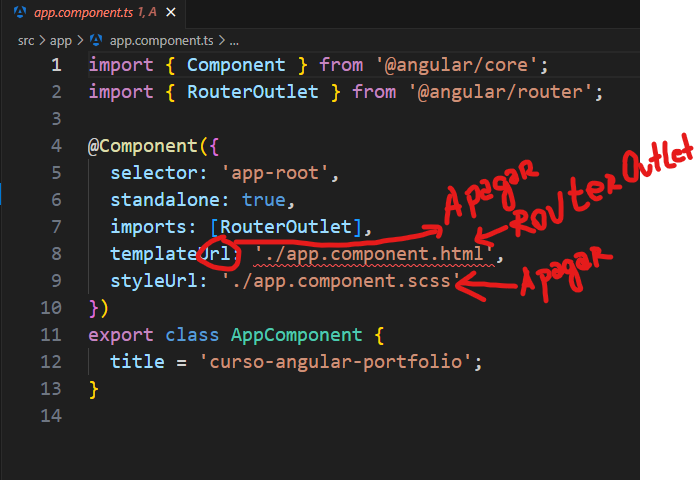 app.component.ts 1, A
src > app > app.component.ts > ...
1 import { Component } from '@angular/core';
2 import { RouterOutlet } from '@angular/router';
3
4 @Component({
5 selector: 'app-root',
6 standalone: true,
7 imports: [RouterOutlet],
Apagar
RouterOutlet
8 templateUrl: './app.component.html',
9 styleUrl: './app.component.scss'
Apagar
10 })
11 export class AppComponent {
12 title = 'curso-angular-portfolio';
13 }
14